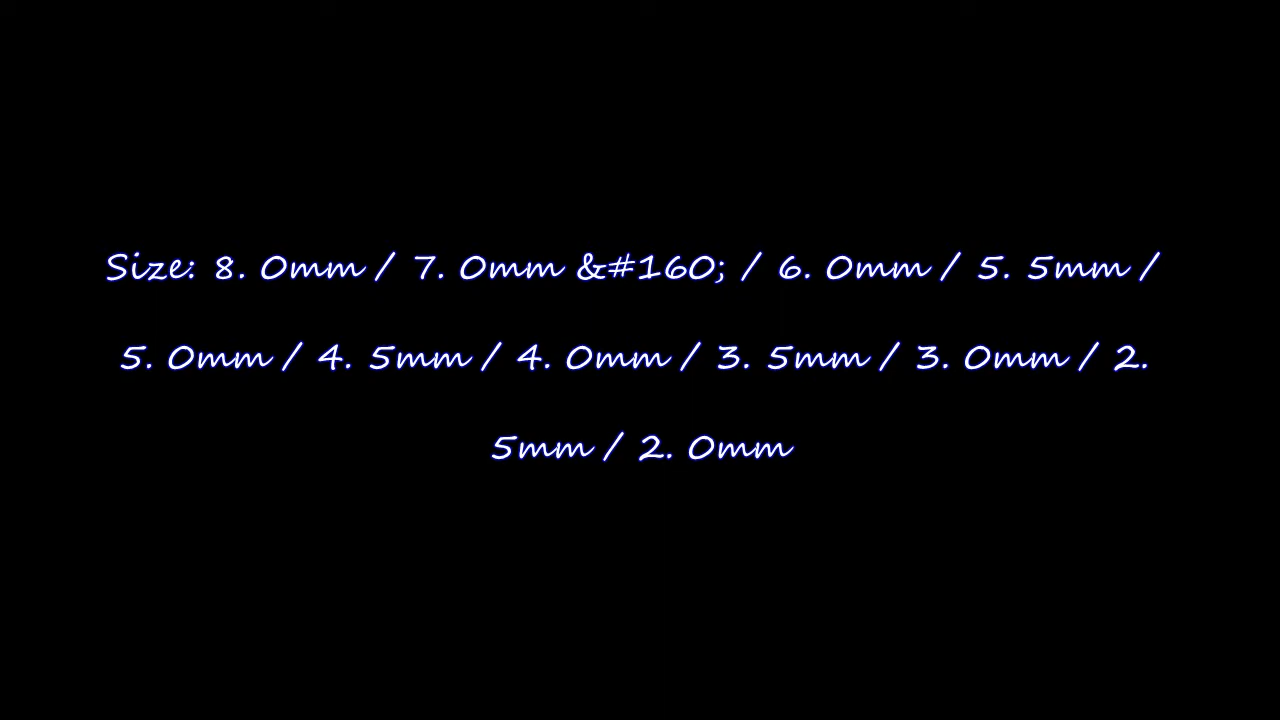 Size: 8. 0mm / 7. 0mm &#160; / 6. 0mm / 5. 5mm /
5. 0mm / 4. 5mm / 4. 0mm / 3. 5mm / 3. 0mm / 2.
5mm / 2. 0mm